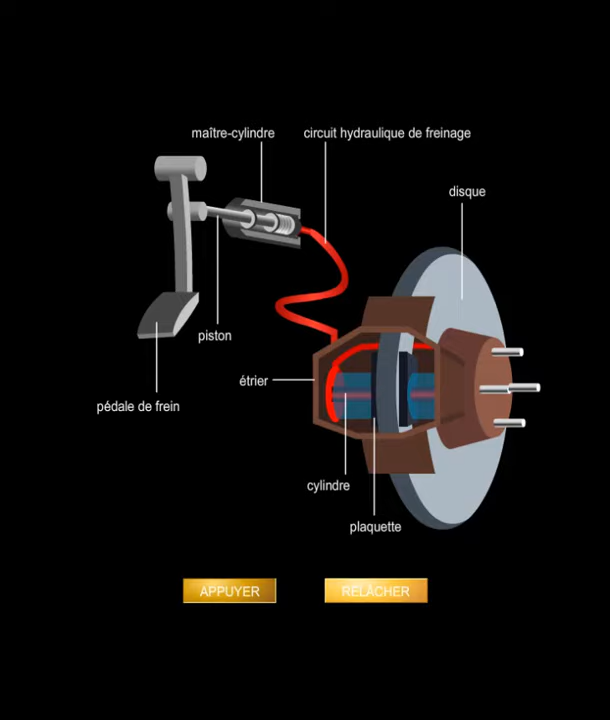 maître-cylindre
circuit hydraulique de freinage
disque
piston
étrier
pédale de frein
cylindre
plaquette
APPUYER
RELÂCHER